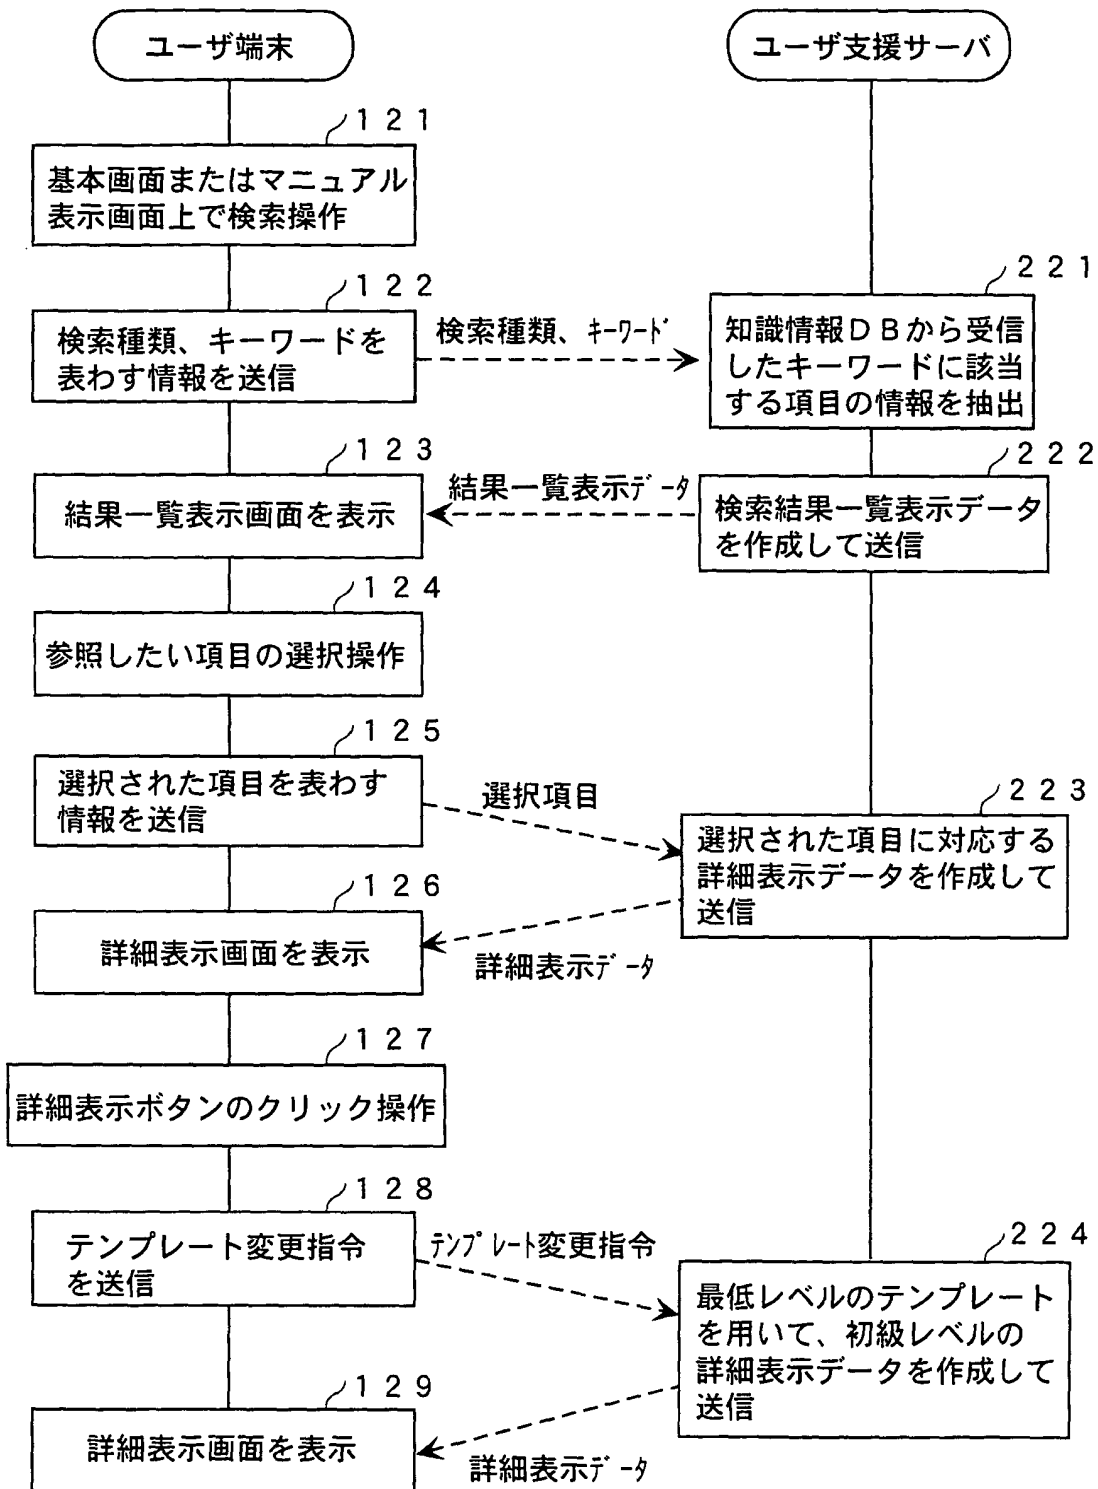 ユーザ端末
ユーザ支援サーバ
121
基本画面またはマニュアル
表示画面上で検索操作
122
検索種類、キーワードを
表わす情報を送信
検索種類、ｷｰﾜｰﾄﾞ
221
知識情報ＤＢから受信
したキーワードに該当
する項目の情報を抽出
123
結果一覧表示画面を表示
結果一覧表示ﾃﾞｰﾀ
222
検索結果一覧表示データ
を作成して送信
124
参照したい項目の選択操作
125
選択された項目を表わす
情報を送信
選択項目
223
選択された項目に対応する
詳細表示データを作成して
送信
126
詳細表示画面を表示
詳細表示ﾃﾞｰﾀ
127
詳細表示ボタンのクリック操作
128
テンプレート変更指令
を送信
ﾃﾝﾌﾟﾚｰﾄ変更指令
224
最低レベルのテンプレート
を用いて、初級レベルの
詳細表示データを作成して
送信
129
詳細表示画面を表示
詳細表示ﾃﾞｰﾀ